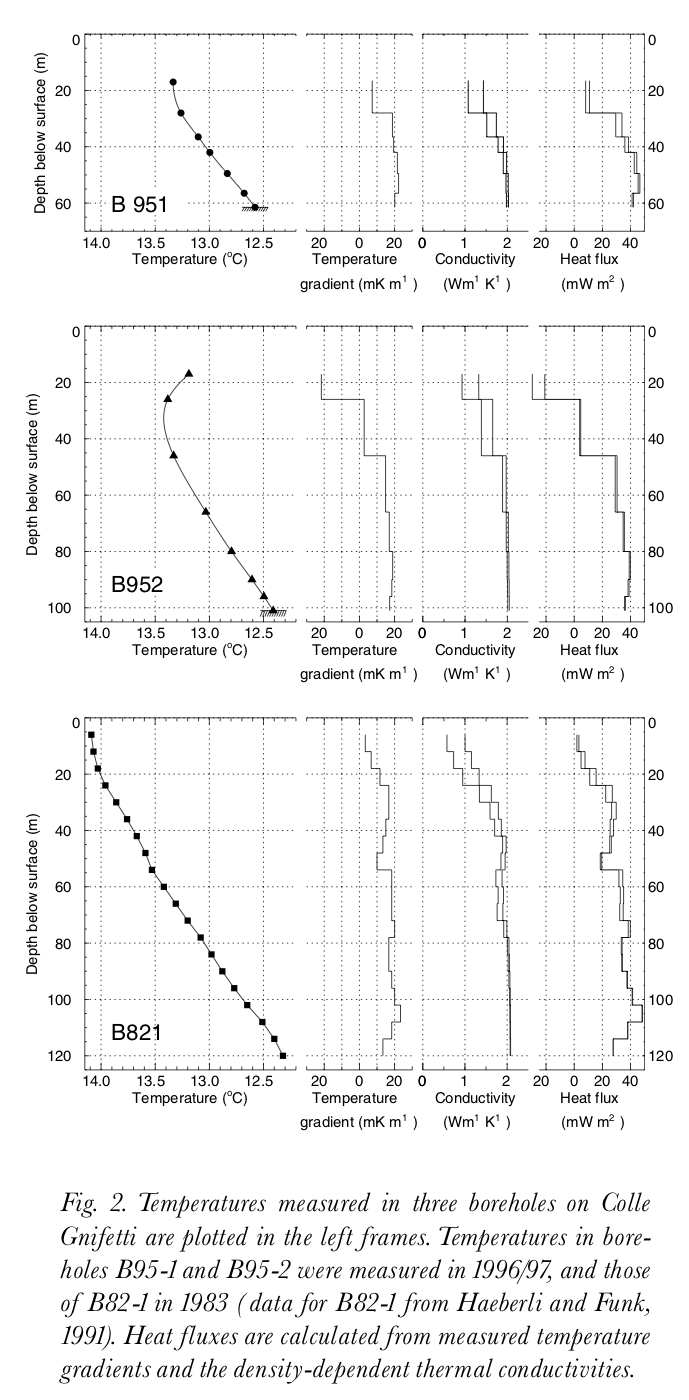 0 0
20 20
40 40
60 60
Depth below surface (m)
B 951
14.0 13.5 13.0 12.5 20 0 20 0 1 2 20 0 20 40
Temperature (°C) Temperature Conductivity Heat flux
gradient (mK m1 ) (Wm1 K1 ) (mW m2 )
0 0
20 20
40 40
60 60
80 80
100 100
Depth below surface (m)
B952
14.0 13.5 13.0 12.5 20 0 20 0 1 2 20 0 20 40
Temperature (°C) Temperature Conductivity Heat flux
gradient (mK m1 ) (Wm1 K1 ) (mW m2 )
0 0
20 20
40 40
60 60
80 80
100 100
120 120
Depth below surface (m)
B821
14.0 13.5 13.0 12.5 20 0 20 0 1 2 20 0 20 40
Temperature (°C) Temperature Conductivity Heat flux
gradient (mK m1 ) (Wm1 K1 ) (mW m2 )
Fig. 2. Temperatures measured in three boreholes on Colle
Gnifetti are plotted in the left frames. Temperatures in bore-
holes B95-1 and B95-2 were measured in 1996/97, and those
of B82-1 in 1983 ( data for B82-1 from Haeberli and Funk,
1991). Heat fluxes are calculated from measured temperature
gradients and the density-dependent thermal conductivities.